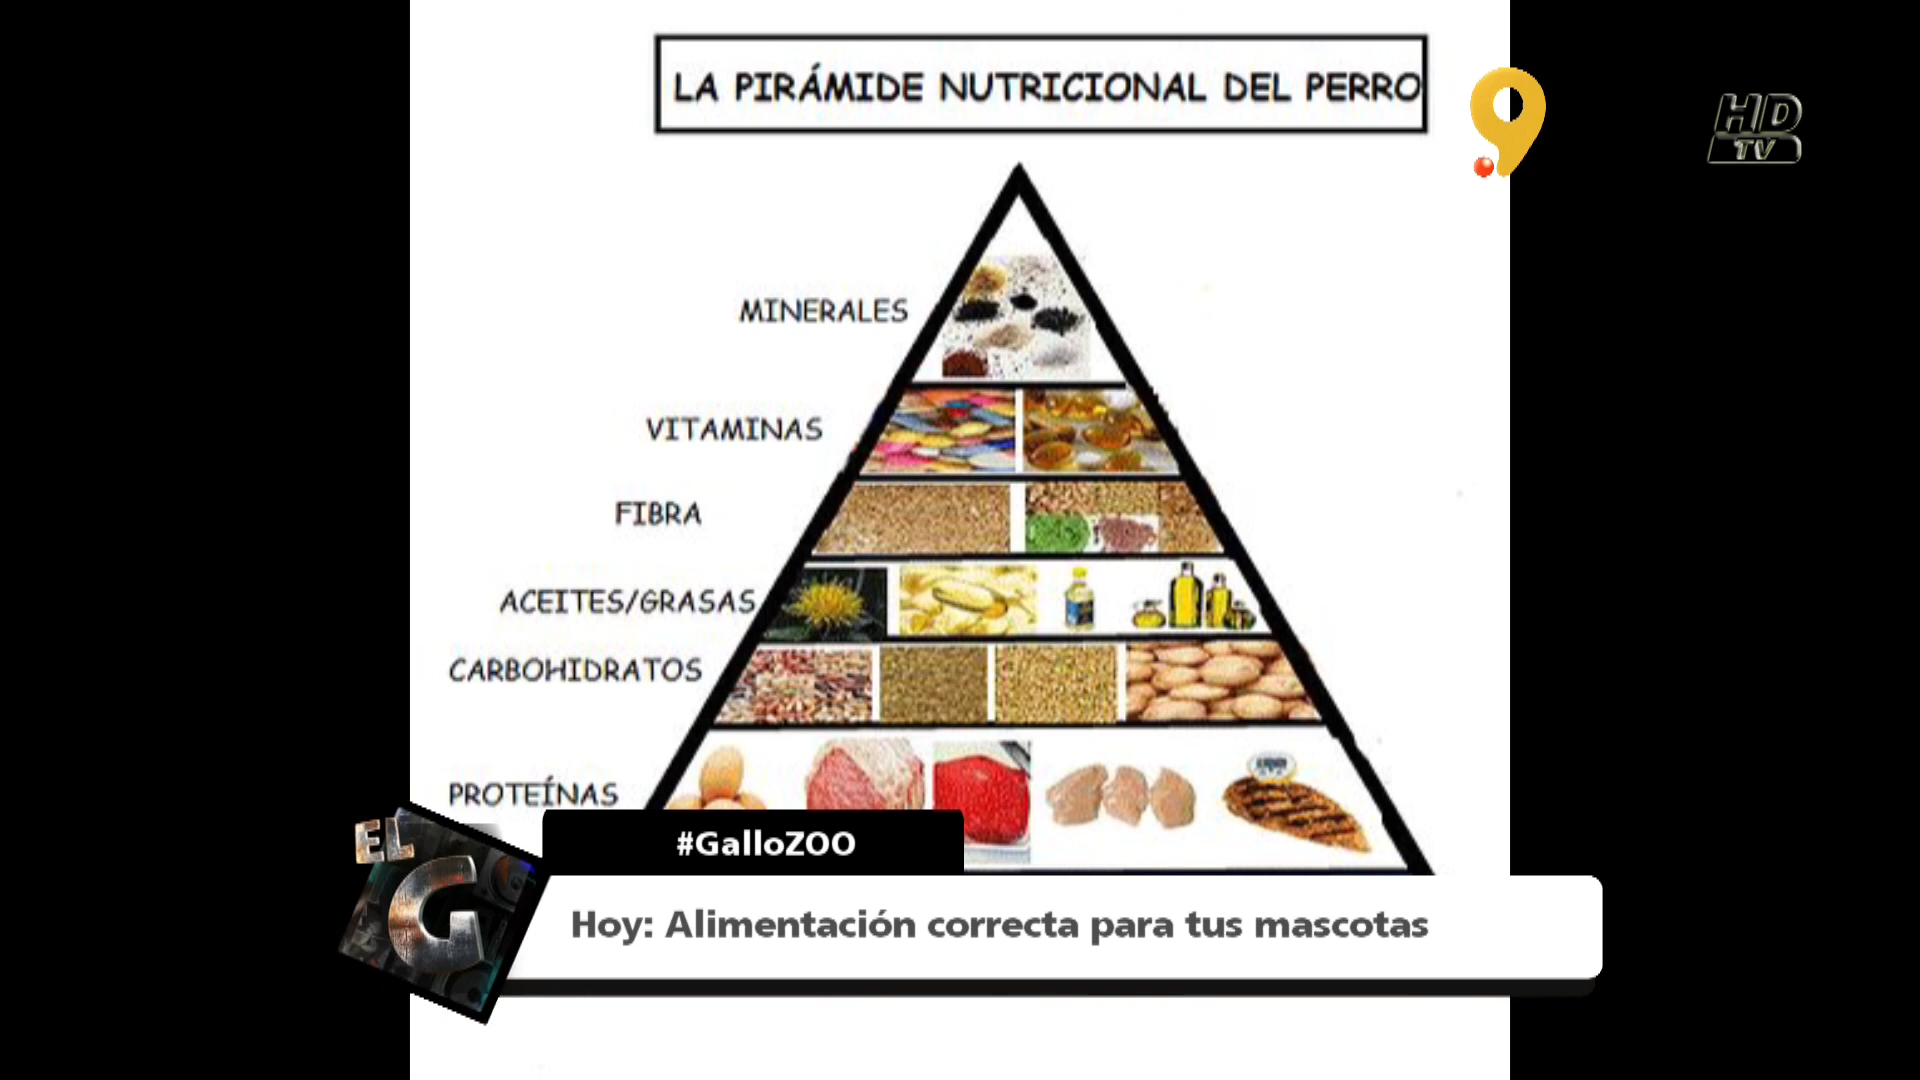 LA PIRÁMIDE NUTRICIONAL DEL PERRO
HD
TV
MINERALES
VITAMINAS
FIBRA
ACEITES/GRASAS
CARBOHIDRATOS
PROTEÍNAS
EL
G
#GalloZOO
Hoy: Alimentación correcta para tus mascotas